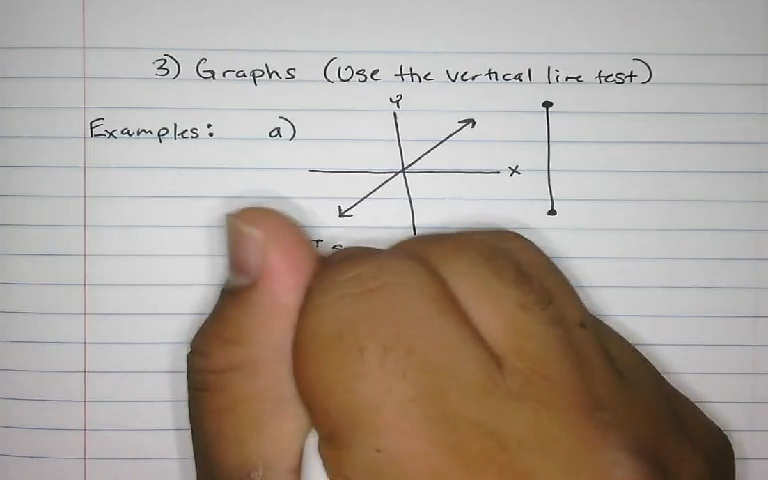 3) Graphs (Use the vertical line test)
Examples: a)
y
x